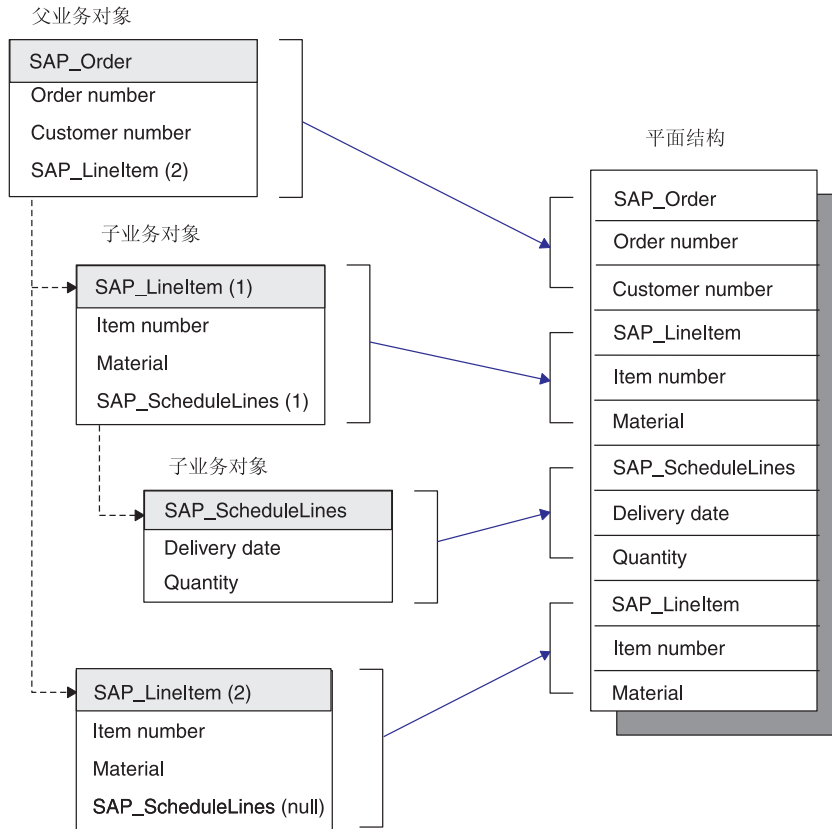 父业务对象
SAP_Order
Order number
Customer number
SAP_LineItem (2)
子业务对象
SAP_LineItem (1)
Item number
Material
SAP_ScheduleLines (1)
子业务对象
SAP_ScheduleLines
Delivery date
Quantity
SAP_LineItem (2)
Item number
Material
SAP_ScheduleLines (null)
平面结构
SAP_Order
Order number
Customer number
SAP_LineItem
Item number
Material
SAP_ScheduleLines
Delivery date
Quantity
SAP_LineItem
Item number
Material